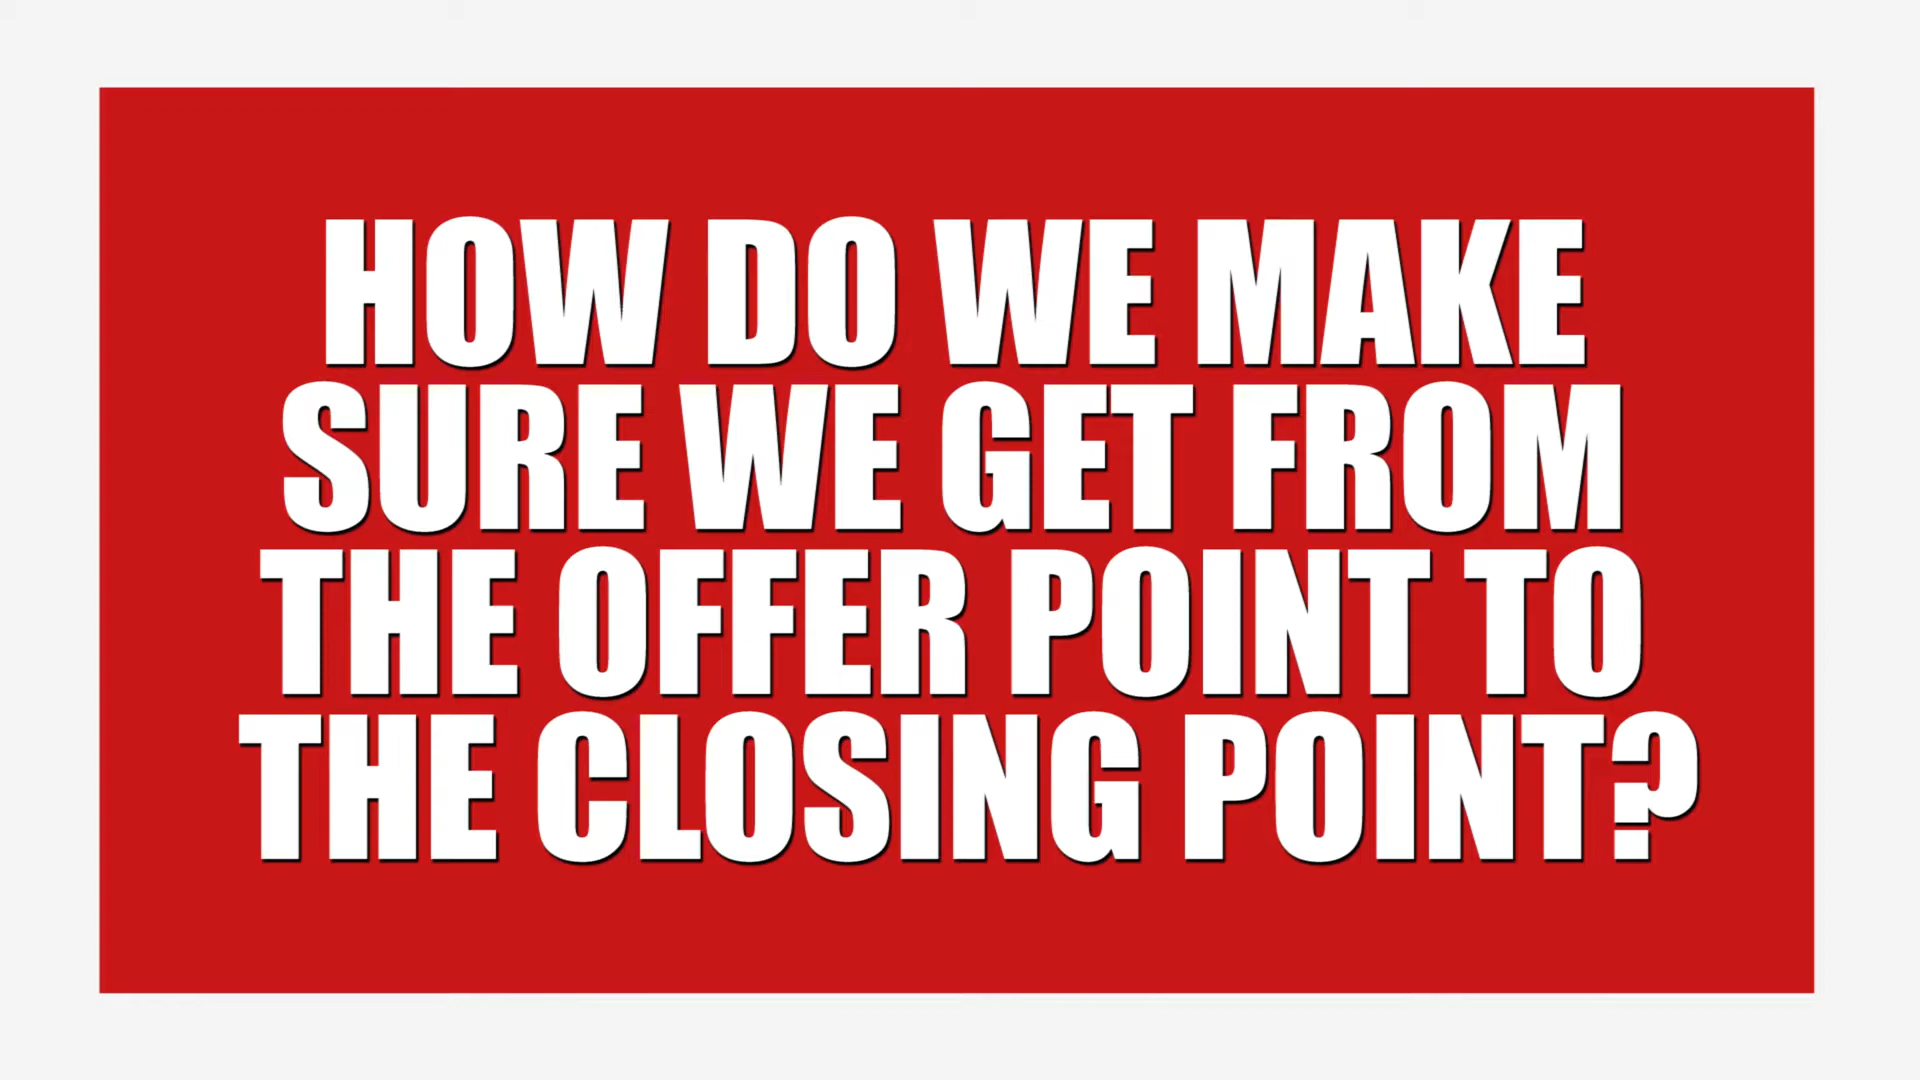 HOW DO WE MAKE
SURE WE GET FROM
THE OFFER POINT TO
THE CLOSING POINT?